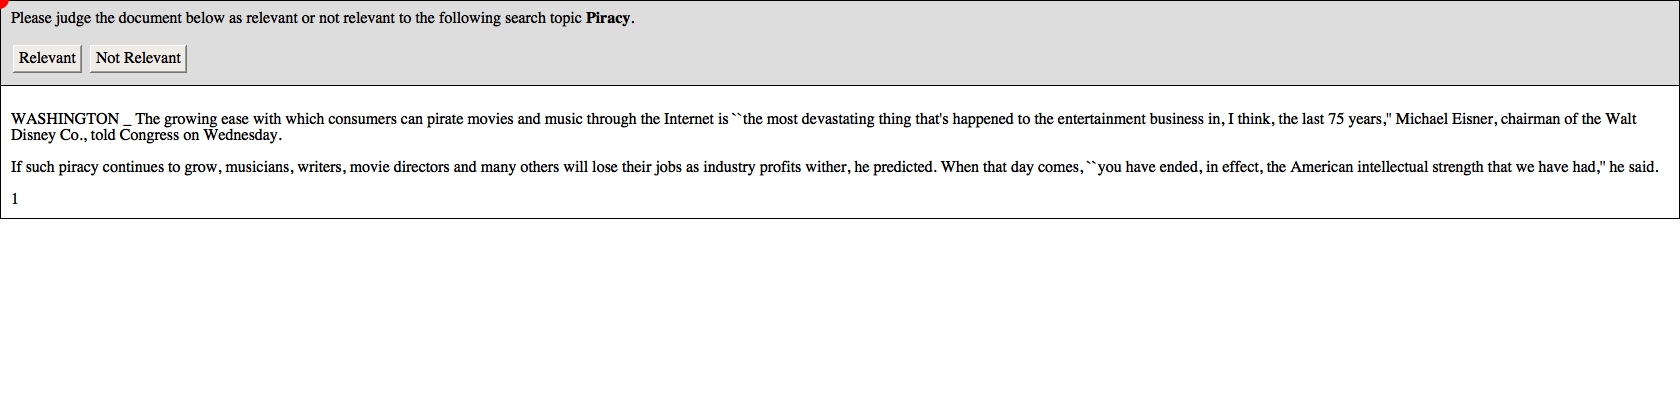 Please judge the document below as relevant or not relevant to the following search topic Piracy.
Relevant Not Relevant
WASHINGTON _ The growing ease with which consumers can pirate movies and music through the Internet is ``the most devastating thing that's happened to the entertainment business in, I think, the last 75 years,'' Michael Eisner, chairman of the Walt
Disney Co., told Congress on Wednesday.
If such piracy continues to grow, musicians, writers, movie directors and many others will lose their jobs as industry profits wither, he predicted. When that day comes, ``you have ended, in effect, the American intellectual strength that we have had,'' he said.
1